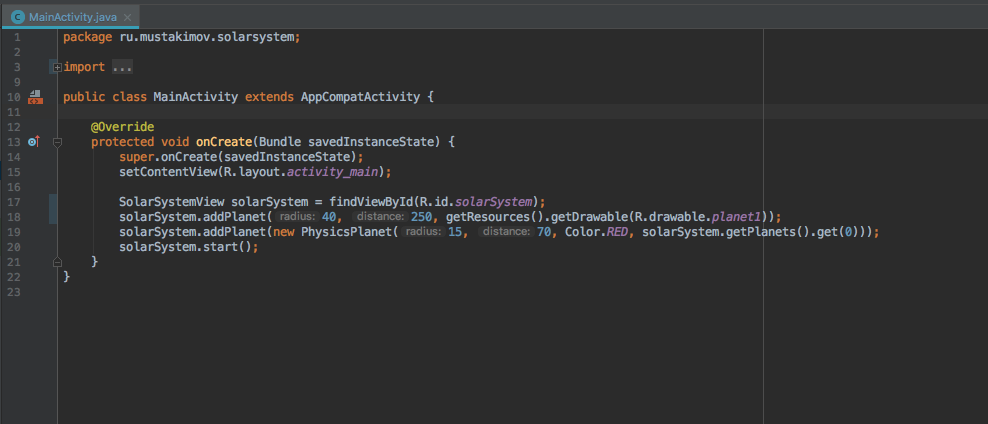 MainActivity.java
1 package ru.mustakimov.solarsystem;
2
3 import ...
9
10 public class MainActivity extends AppCompatActivity {
11
12 @Override
13 protected void onCreate(Bundle savedInstanceState) {
14 super.onCreate(savedInstanceState);
15 setContentView(R.layout.activity_main);
16
17 SolarSystemView solarSystem = findViewById(R.id.solarSystem);
18 solarSystem.addPlanet( radius: 40, distance: 250, getResources().getDrawable(R.drawable.planet1));
19 solarSystem.addPlanet(new PhysicsPlanet( radius: 15, distance: 70, Color.RED, solarSystem.getPlanets().get(0)));
20 solarSystem.start();
21 }
22 }
23